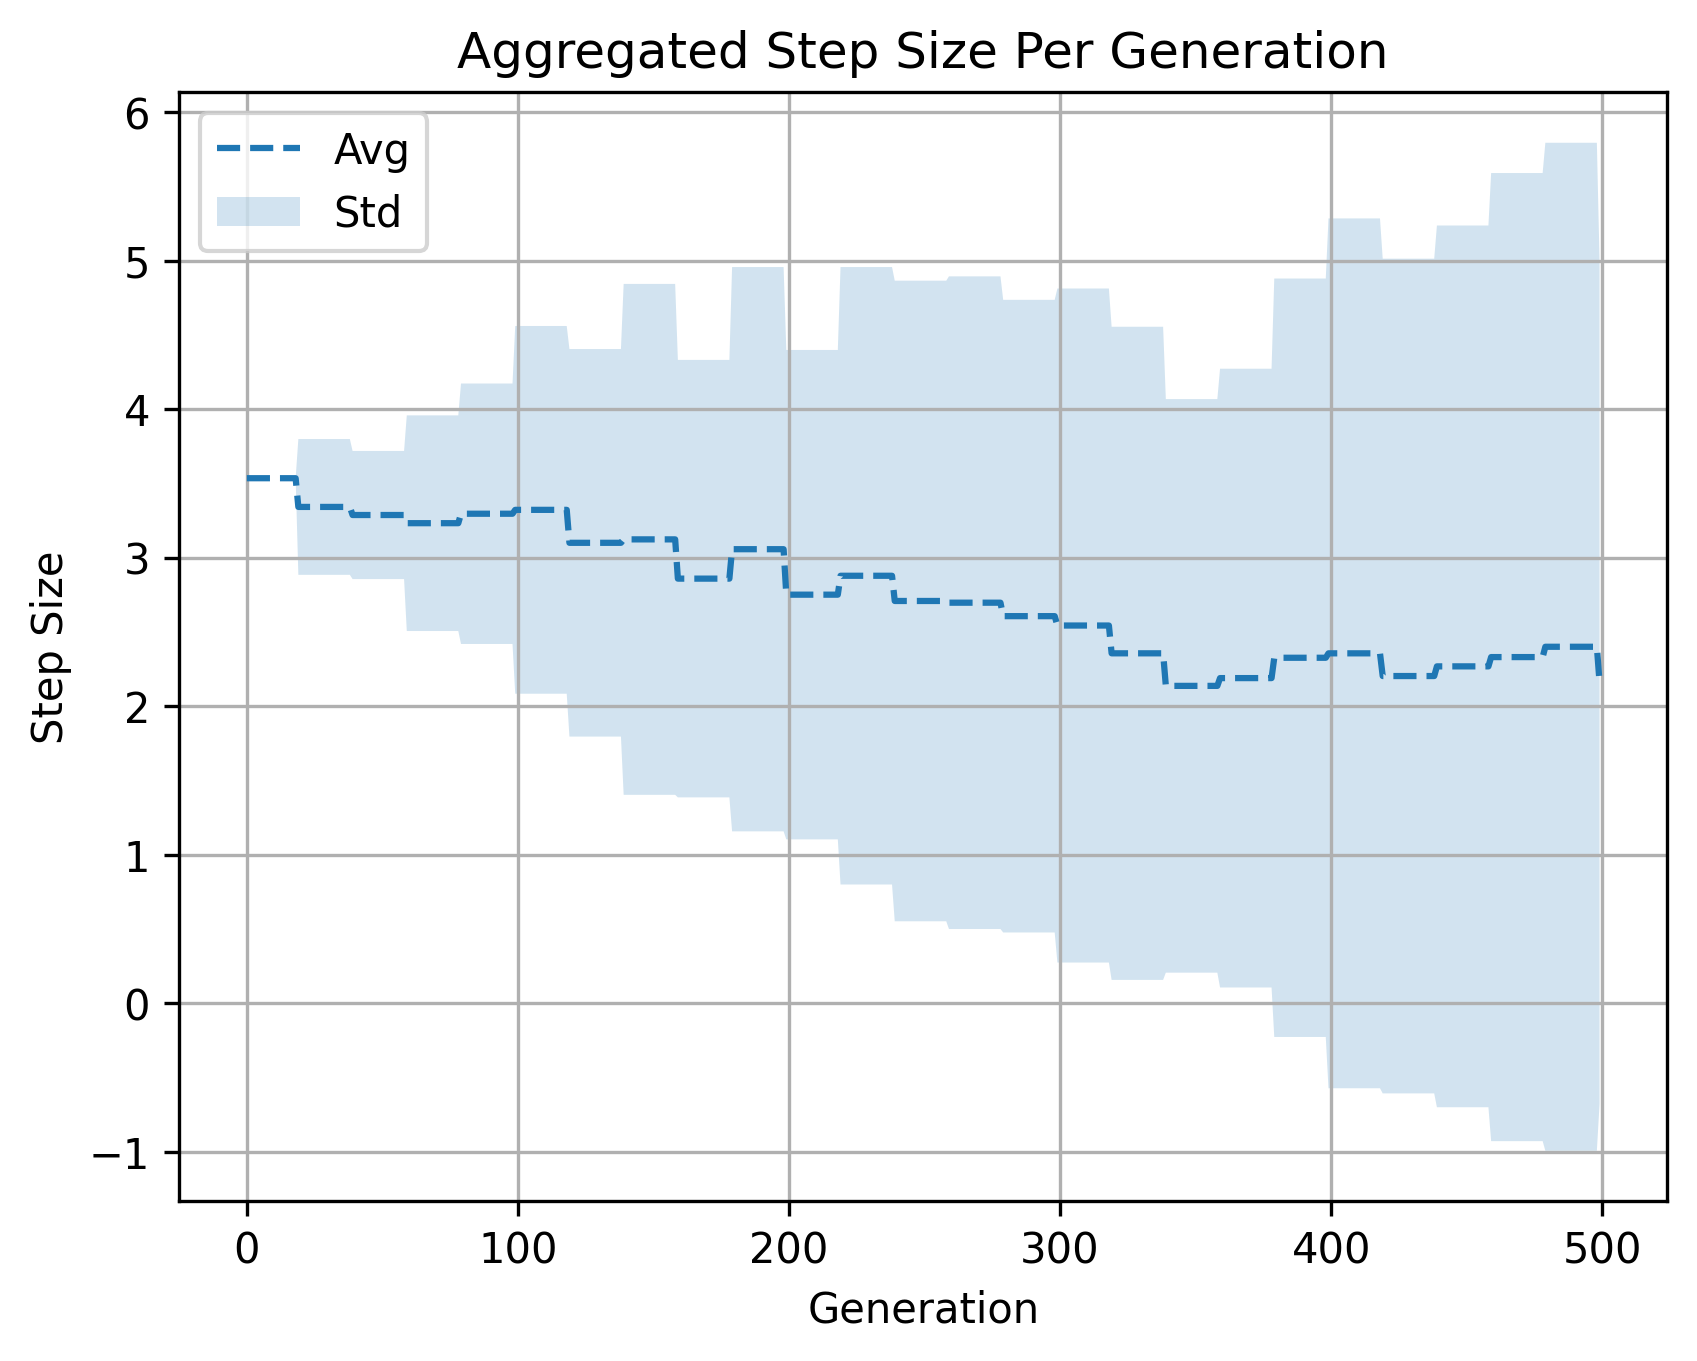 Aggregated Step Size Per Generation
Avg
Std
6
5
4
3
2
1
0
−1
Step Size
0 100 200 300 400 500
Generation